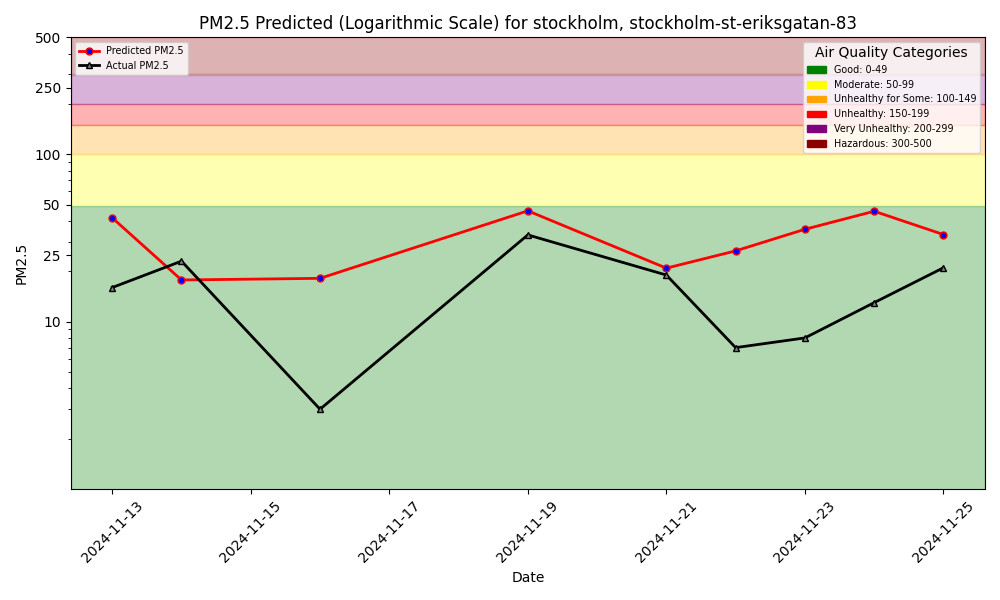 PM2.5 Predicted (Logarithmic Scale) for stockholm, stockholm-st-eriksgatan-83
Predicted PM2.5
Actual PM2.5
Air Quality Categories
Good: 0-49
Moderate: 50-99
Unhealthy for Some: 100-149
Unhealthy: 150-199
Very Unhealthy: 200-299
Hazardous: 300-500
500
250
100
50
25
10
PM2.5
2024-11-13
2024-11-15
2024-11-17
2024-11-19
2024-11-21
2024-11-23
2024-11-25
Date